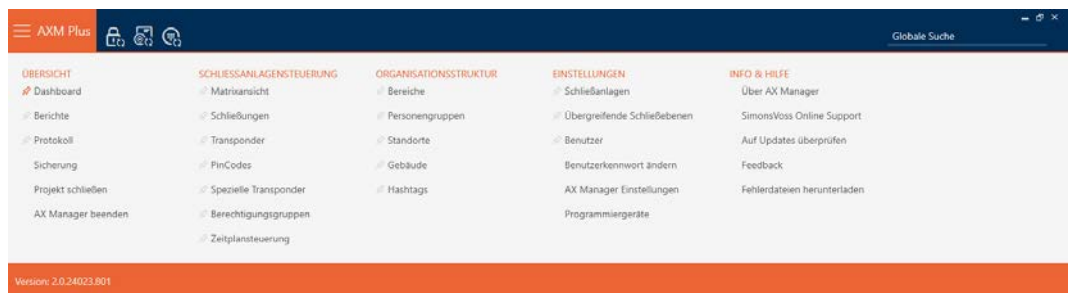 AXM Plus
Globale Suche
ÜBERSICHT
Dashboard
Berichte
Protokoll
Sicherung
Projekt schließen
AX Manager beenden
SCHLIESSANLAGENSTEUERUNG
Matrixansicht
Schließungen
Transponder
PinCodes
Spezielle Transponder
Berechtigungsgruppen
Zeitplansteuerung
ORGANISATIONSSTRUKTUR
Bereiche
Personengruppen
Standorte
Gebäude
Hashtags
EINSTELLUNGEN
Schließanlagen
Übergreifende Schließebenen
Benutzer
Benutzerkennwort ändern
AX Manager Einstellungen
Programmiergeräte
INFO & HILFE
Über AX Manager
SimonsVoss Online Support
Auf Updates überprüfen
Feedback
Fehlerdateien herunterladen
Version: 2.0.24023.801